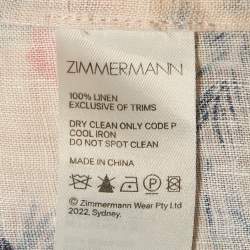 ZIMMERMANN
100% LINEN
EXCLUSIVE OF TRIMS
DRY CLEAN ONLY CODE P
COOL IRON
DO NOT SPOT CLEAN
MADE IN CHINA
P
© Zimmermann Wear Pty Ltd
2022, Sydney.